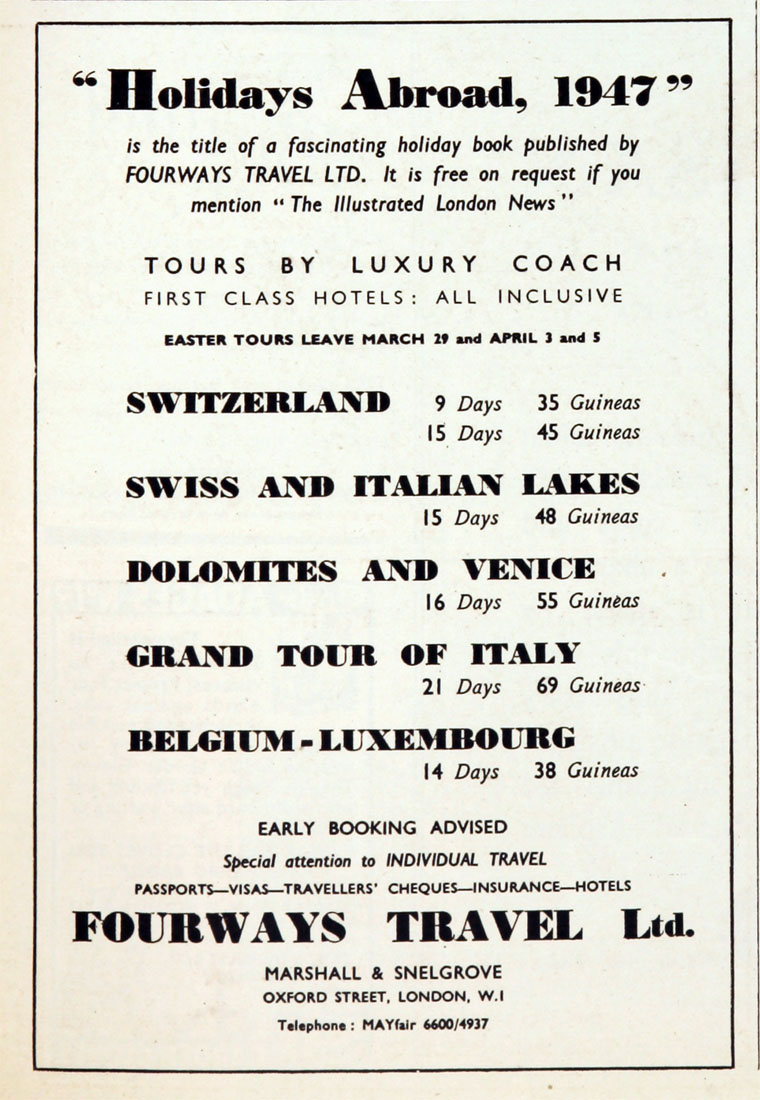 “Holidays Abroad, 1947”
is the title of a fascinating holiday book published by
FOURWAYS TRAVEL LTD. It is free on request if you
mention “The Illustrated London News”
TOURS BY LUXURY COACH
FIRST CLASS HOTELS: ALL INCLUSIVE
EASTER TOURS LEAVE MARCH 29 and APRIL 3 and 5
SWITZERLAND 9 Days 35 Guineas
15 Days 45 Guineas
SWISS AND ITALIAN LAKES
15 Days 48 Guineas
DOLOMITES AND VENICE
16 Days 55 Guineas
GRAND TOUR OF ITALY
21 Days 69 Guineas
BELGIUM-LUXEMBOURG
14 Days 38 Guineas
EARLY BOOKING ADVISED
Special attention to INDIVIDUAL TRAVEL
PASSPORTS—VISAS—TRAVELLERS’ CHEQUES—INSURANCE—HOTELS
FOURWAYS TRAVEL Ltd.
MARSHALL & SNELGROVE
OXFORD STREET, LONDON, W.1
Telephone: MAYfair 6600/4937